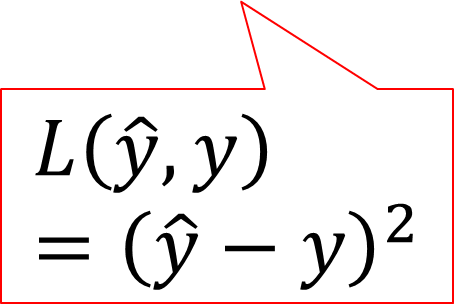 L(ŷ, y)
= (ŷ − y)²